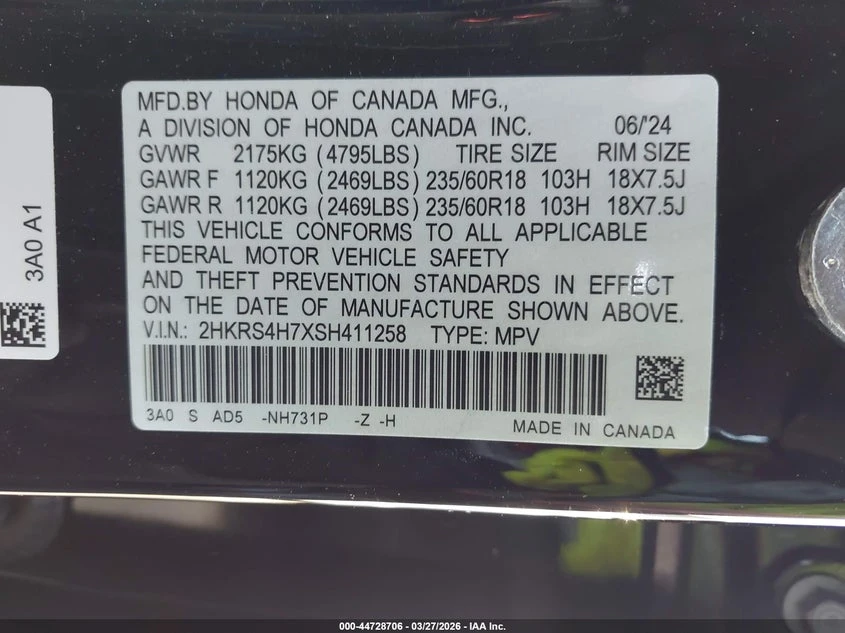 MFD.BY HONDA OF CANADA MFG.,
A DIVISION OF HONDA CANADA INC. 06/'24
GVWR 2175KG (4795LBS) TIRE SIZE RIM SIZE
GAWR F 1120KG (2469LBS) 235/60R18 103H 18X7.5J
GAWR R 1120KG (2469LBS) 235/60R18 103H 18X7.5J
THIS VEHICLE CONFORMS TO ALL APPLICABLE
FEDERAL MOTOR VEHICLE SAFETY
AND THEFT PREVENTION STANDARDS IN EFFECT
ON THE DATE OF MANUFACTURE SHOWN ABOVE.
V.I.N.: 2HKRS4H7XSH411258 TYPE: MPV
3A0 S AD5 -NH731P -Z -H
MADE IN CANADA
3A0 A1
000-44728706 - 03/27/2026 - IAA Inc.